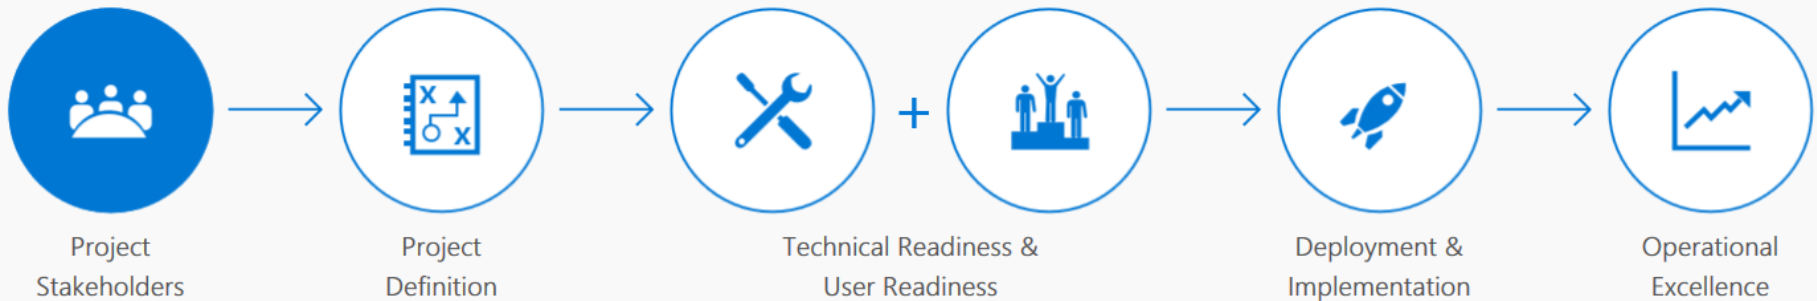 Project
Stakeholders
Project
Definition
Technical Readiness &
User Readiness
Deployment &
Implementation
Operational
Excellence